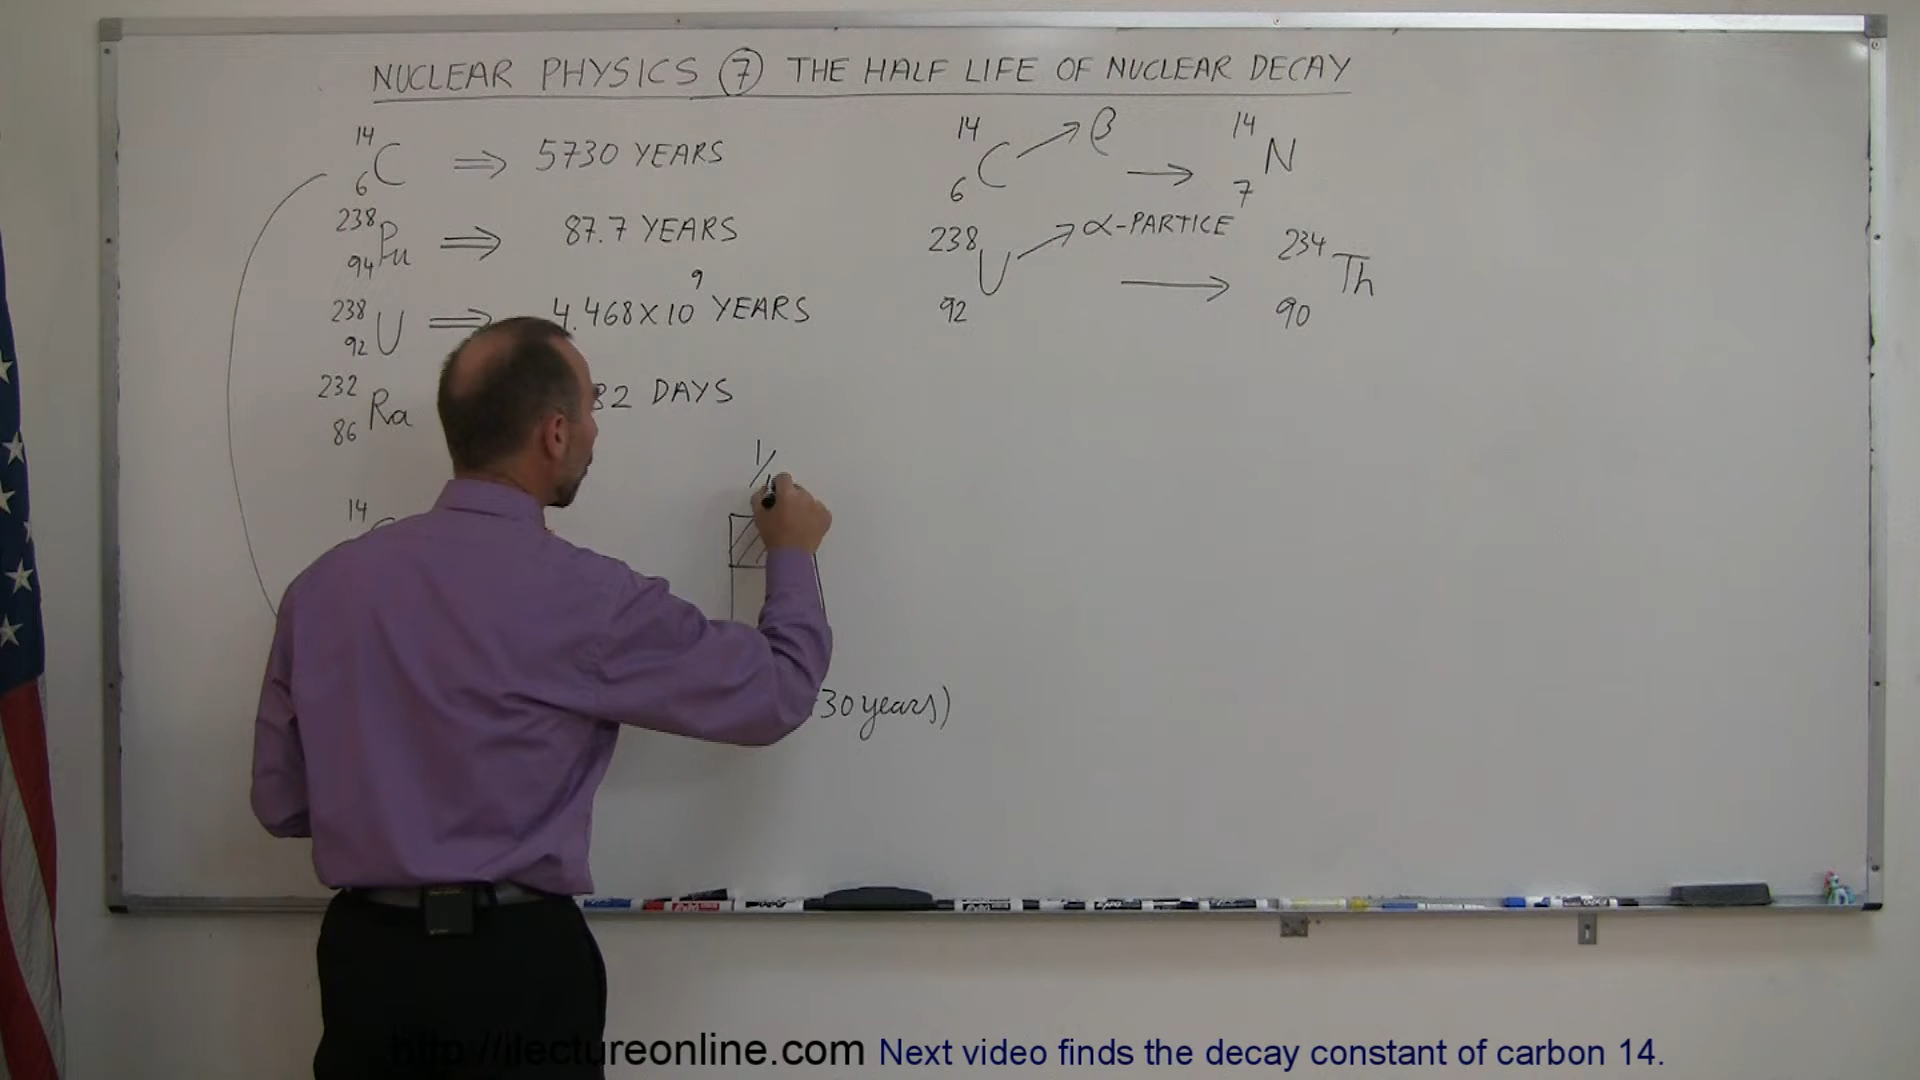 NUCLEAR PHYSICS 7 THE HALF LIFE OF NUCLEAR DECAY
14 6 C ⇒ 5730 YEARS
238 94 Pu ⇒ 87.7 YEARS
238 92 U ⇒ 4.468 X 10^9 YEARS
232 86 Ra 82 DAYS
14 6 C → β → 14 7 N
238 92 U → α-PARTICE → 234 90 Th
14
30 years)
http://ilectureonline.com Next video finds the decay constant of carbon 14.